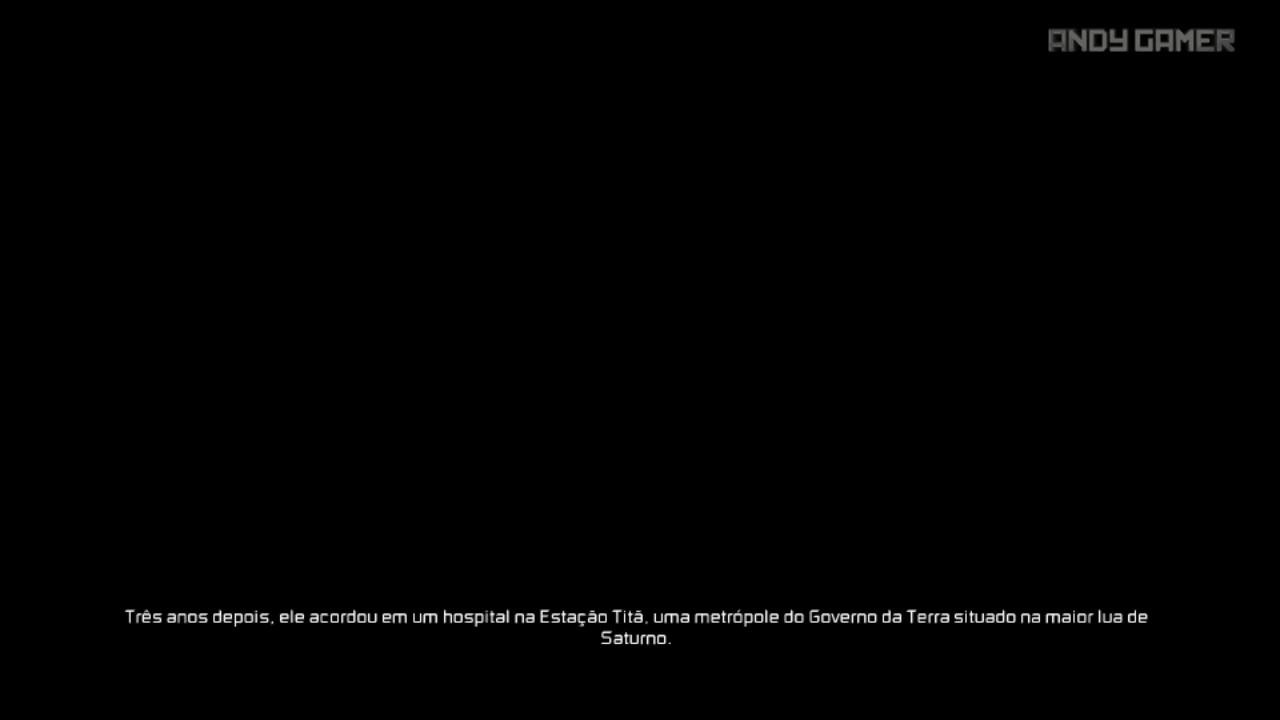 ANDY GAMER
Três anos depois, ele acordou em um hospital na Estação Titã, uma metrópole do Governo da Terra situado na maior lua de
Saturno.